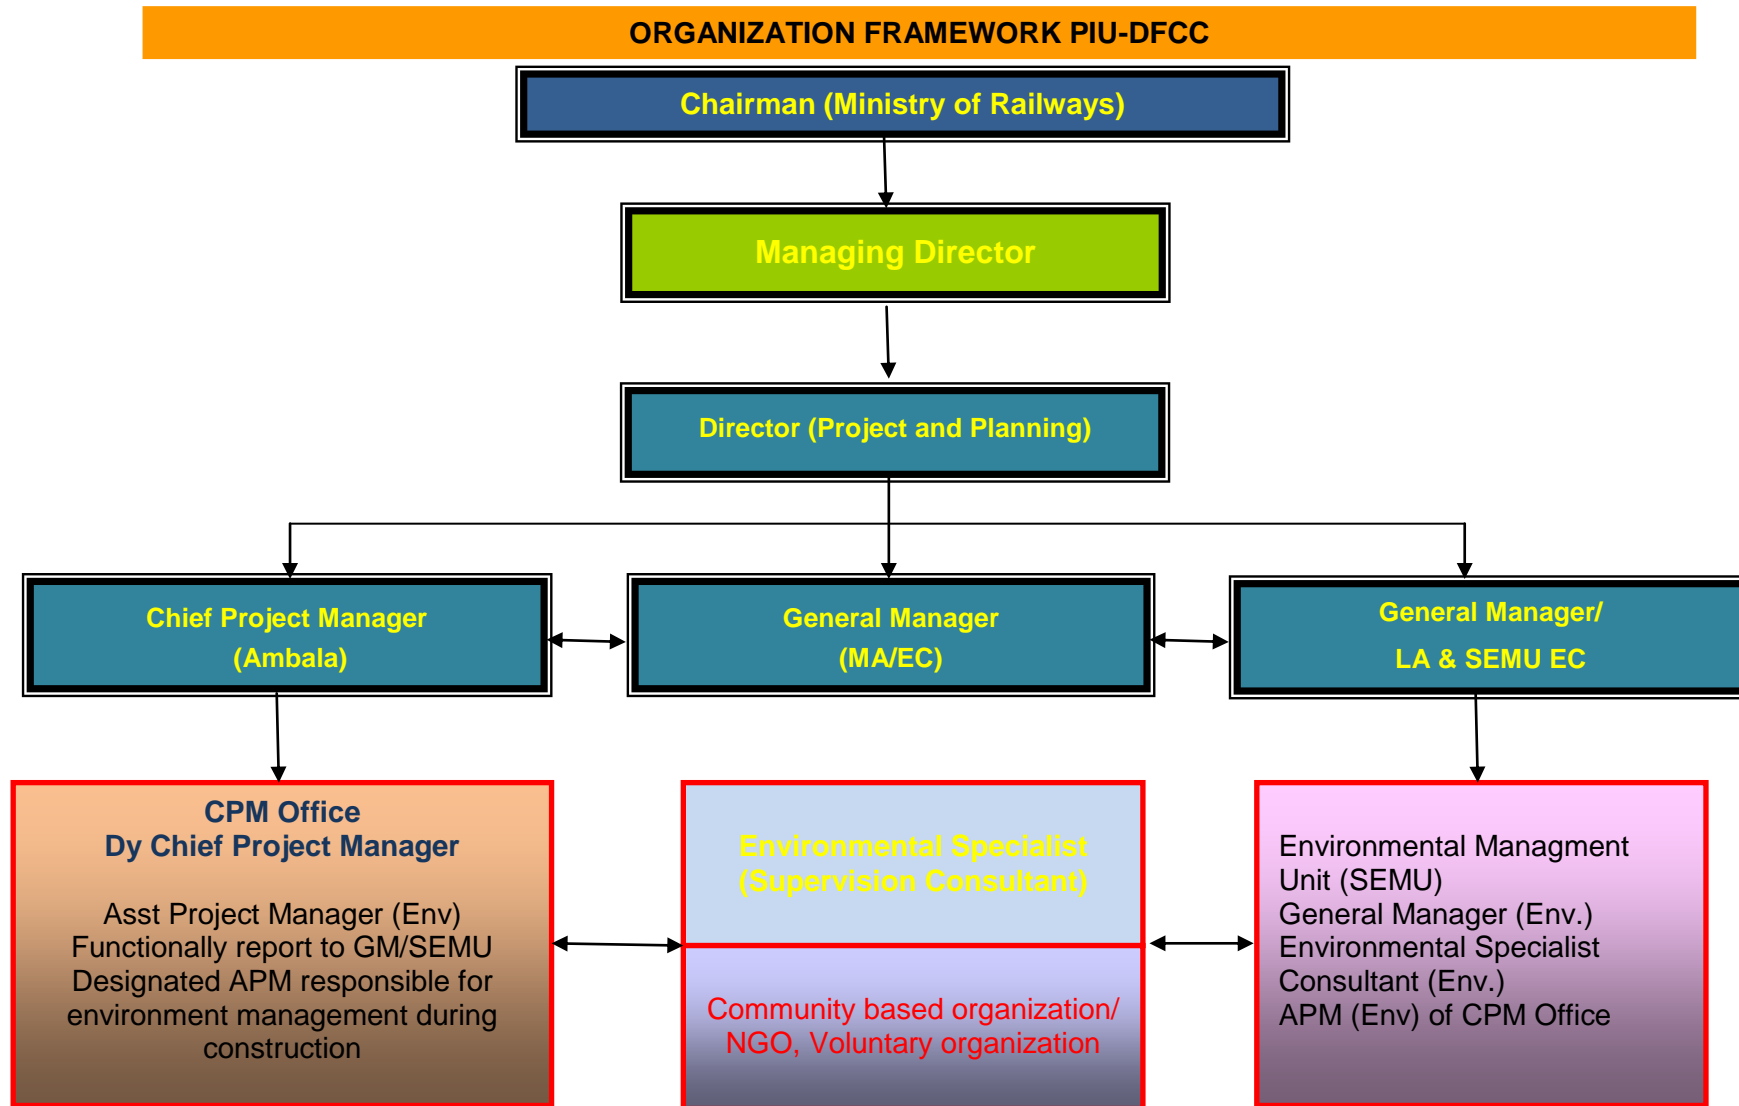 ORGANIZATION FRAMEWORK PIU-DFCC
Chairman (Ministry of Railways)
Managing Director
Director (Project and Planning)
Chief Project Manager
(Ambala)
General Manager
(MA/EC)
General Manager/
LA & SEMU EC
CPM Office
Dy Chief Project Manager
Asst Project Manager (Env)
Functionally report to GM/SEMU
Designated APM responsible for
environment management during
construction
Environmental Specialist
(Supervision Consultant)
Community based organization/
NGO, Voluntary organization
Environmental Managment
Unit (SEMU)
General Manager (Env.)
Environmental Specialist
Consultant (Env.)
APM (Env) of CPM Office